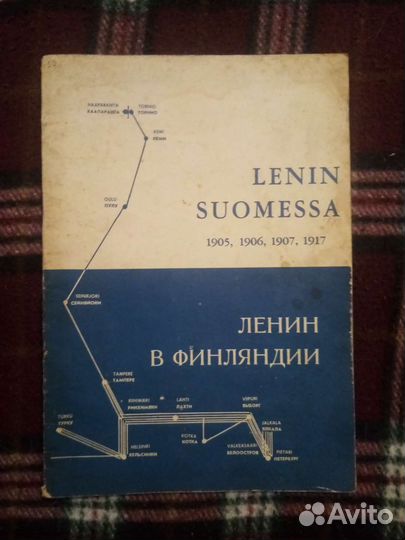 HAAPARANTA
ХААПАРАНТА
TORNIO
ТОРНИО
KEMI
КЕМИ
OULU
ОУЛУ
LENIN
SUOMESSA
1905, 1906, 1907, 1917
SEINÄJOKI
СЕЙНЯЙОКИ
ЛЕНИН
В ФИНЛЯНДИИ
TAMPERE
ТАМПЕРЕ
RIIHIMÄKI
РИИХИМЯКИ
LAHTI
ЛАХТИ
VIIPURI
ВЫБОРГ
TURKU
ТУРКУ
KOTKA
КОТКА
JALKALA
ЯЛКАЛА
HELSINKI
ХЕЛЬСИНКИ
VALKEASAARI
БЕЛООСТРОВ
PIETARI
ПЕТЕРБУРГ
Avito